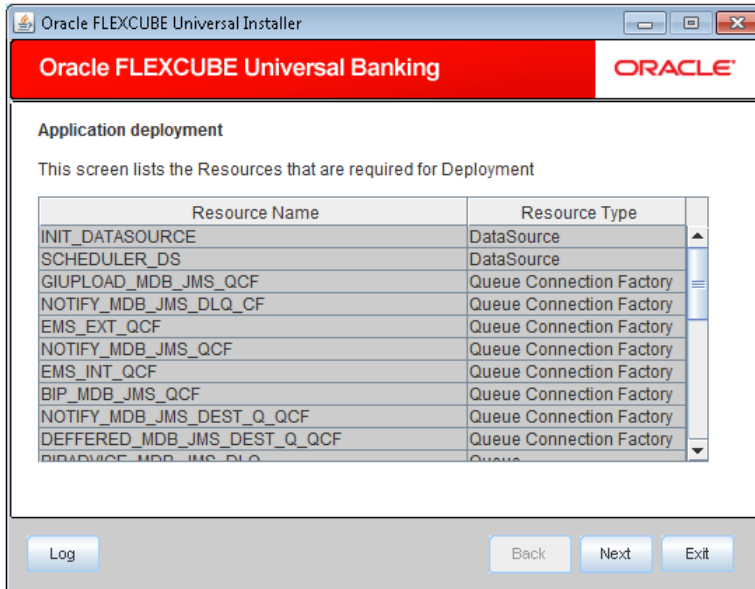 Oracle FLEXCUBE Universal Installer
Oracle FLEXCUBE Universal Banking
ORACLE
Application deployment
This screen lists the Resources that are required for Deployment
Resource Name Resource Type
INIT_DATASOURCE DataSource
SCHEDULER_DS DataSource
GIUPLOAD_MDB_JMS_QCF Queue Connection Factory
NOTIFY_MDB_JMS_DLQ_CF Queue Connection Factory
EMS_EXT_QCF Queue Connection Factory
NOTIFY_MDB_JMS_QCF Queue Connection Factory
EMS_INT_QCF Queue Connection Factory
BIP_MDB_JMS_QCF Queue Connection Factory
NOTIFY_MDB_JMS_DEST_Q_QCF Queue Connection Factory
DEFFERED_MDB_JMS_DEST_Q_QCF Queue Connection Factory
BIPADVICE_MDB_JMS_DLQ Queue
Log Back Next Exit